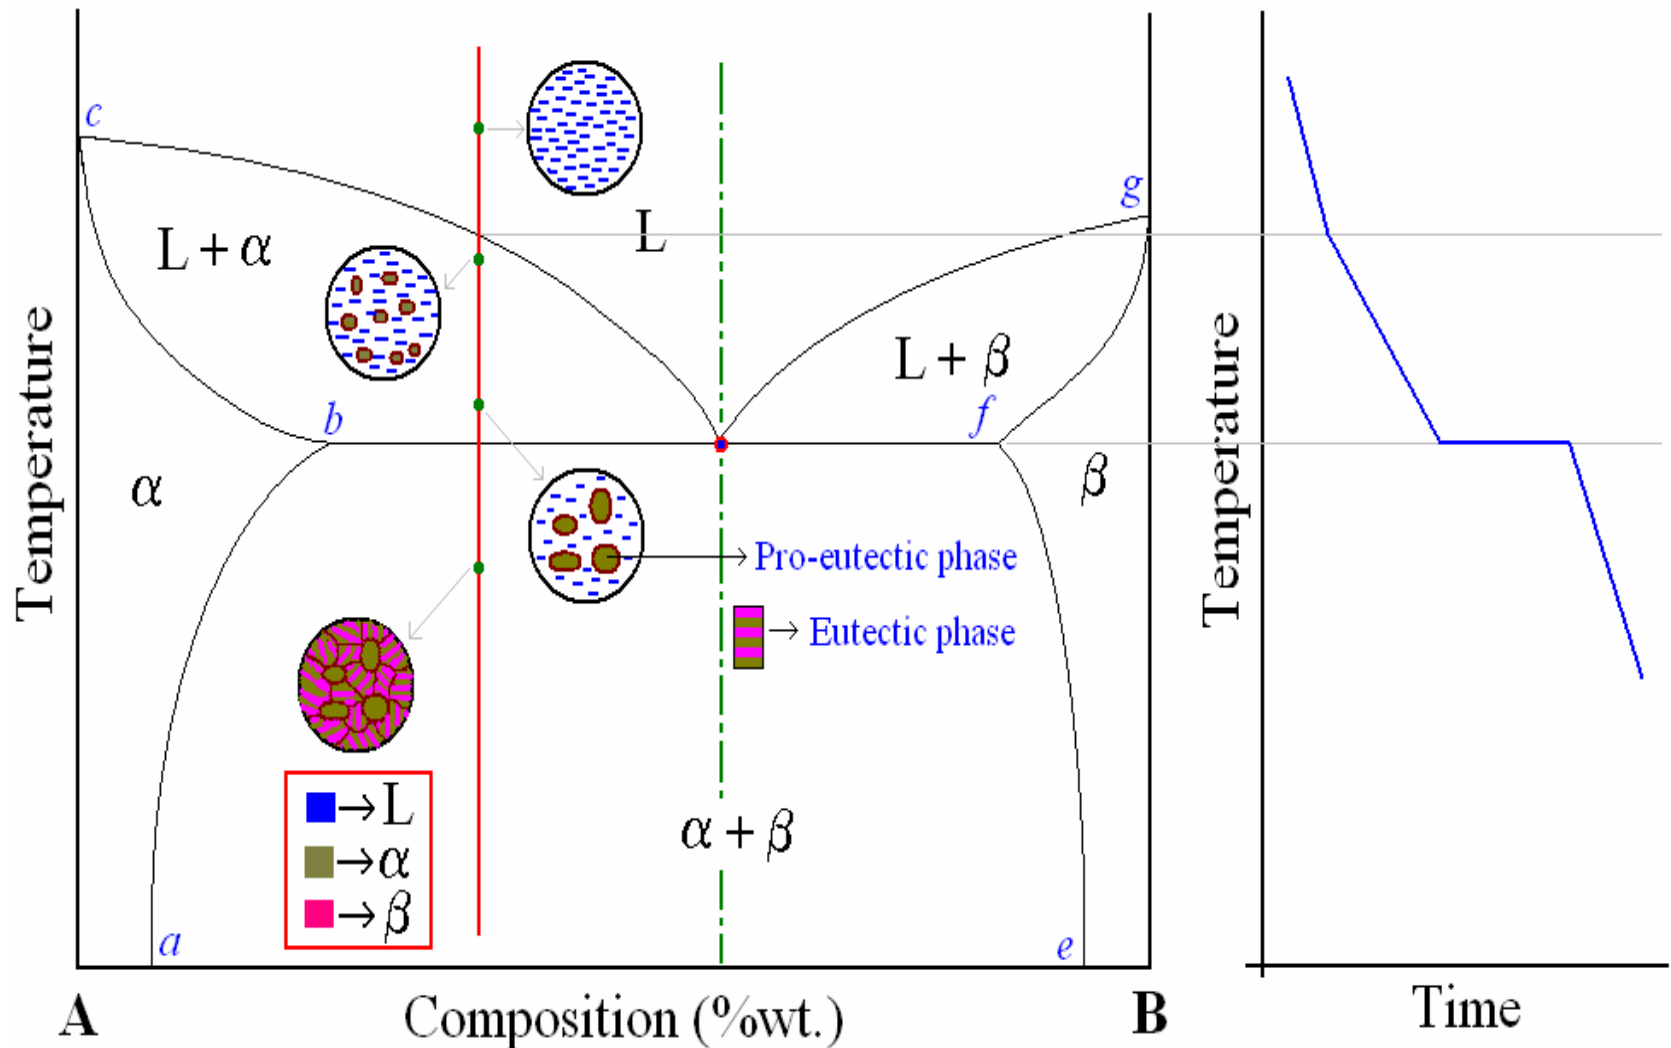 c
g
L
L + α
L + β
b
f
α
β
Temperature
Temperature
Pro-eutectic phase
Eutectic phase
→L
→α
→β
α + β
a
e
A
Composition (%wt.)
B
Time